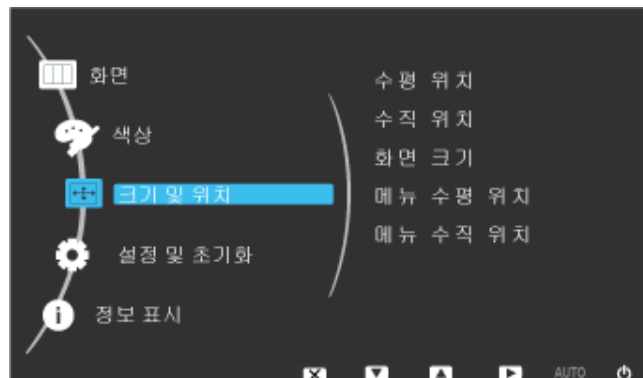 화면
색상
크기 및 위치
설정 및 초기화
정보 표시
수평 위치
수직 위치
화면 크기
메뉴 수평 위치
메뉴 수직 위치
AUTO